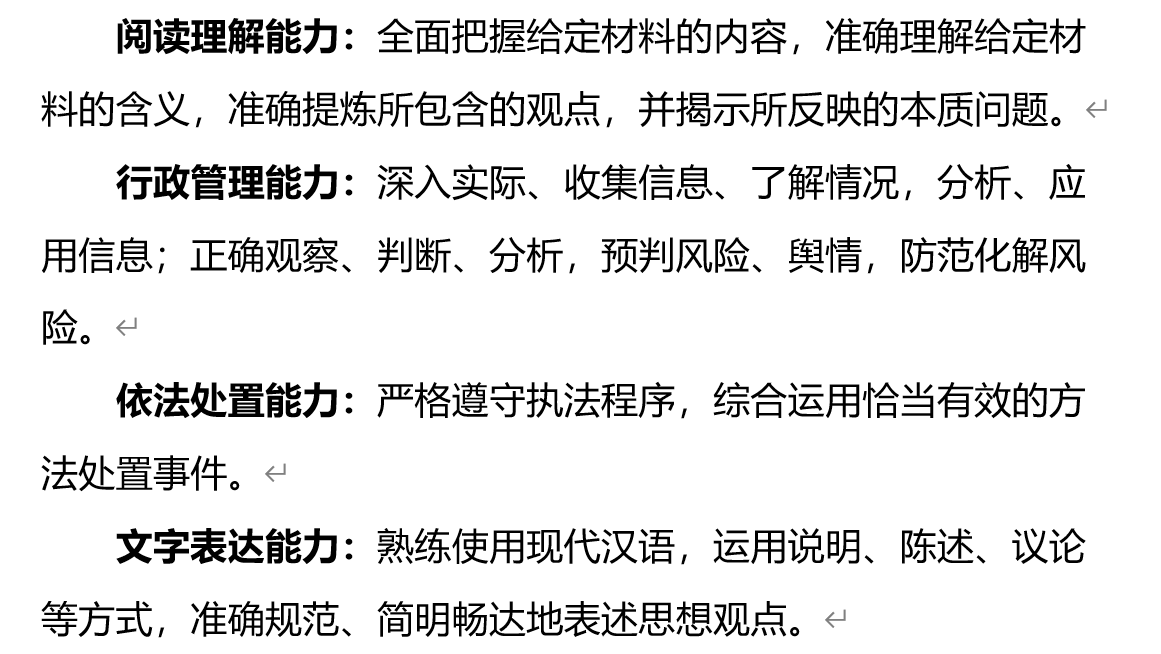 阅读理解能力：全面把握给定材料的内容，准确理解给定材
料的含义，准确提炼所包含的观点，并揭示所反映的本质问题。↵
行政管理能力：深入实际、收集信息、了解情况，分析、应
用信息；正确观察、判断、分析，预判风险、舆情，防范化解风
险。↵
依法处置能力：严格遵守执法程序，综合运用恰当有效的方
法处置事件。↵
文字表达能力：熟练使用现代汉语，运用说明、陈述、议论
等方式，准确规范、简明畅达地表述思想观点。↵